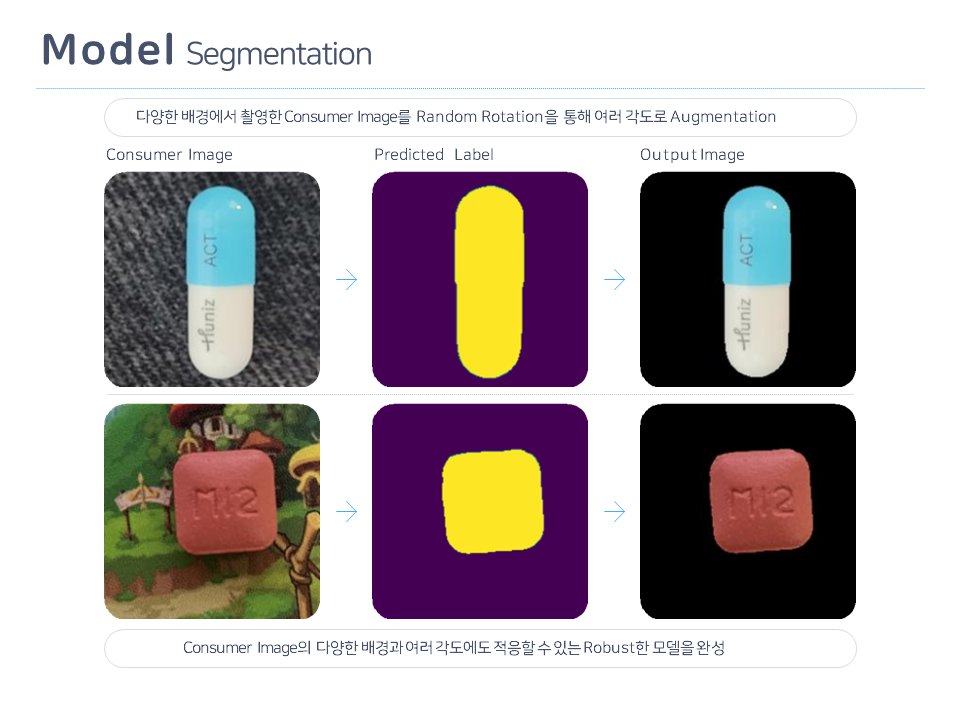 Model Segmentation
다양한 배경에서 촬영한 Consumer Image를 Random Rotation을 통해 여러 각도로 Augmentation
Consumer Image
Predicted Label
Output Image
ACT
Huniz
ACT
Huniz
M12
M12
Consumer Image의 다양한 배경과 여러 각도에도 적응할 수 있는 Robust한 모델을 완성